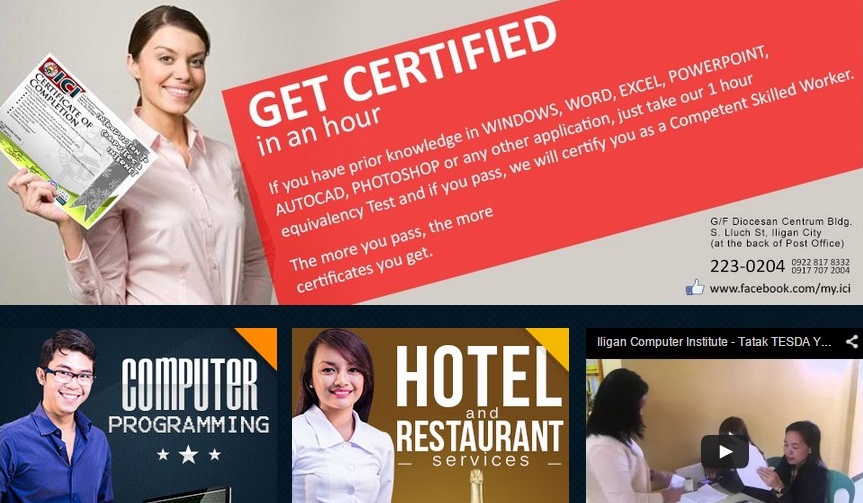 GET CERTIFIED
in an hour
If you have prior knowledge in WINDOWS, WORD, EXCEL, POWERPOINT,
AUTOCAD, PHOTOSHOP or any other application, just take our 1 hour
equivalency Test and if you pass, we will certify you as a Competent Skilled Worker.
The more you pass, the more
certificates you get.
ICI
CERTIFICATE OF
COMPLETION
INTRODUCTION TO
COMPUTER &
INTERNET
G/F Diocesan Centrum Bldg.
S. Lluch St, Iligan City
(at the back of Post Office)
223-0204 0922 817 8332
0917 707 2004
www.facebook.com/my.ici
COMPUTER
PROGRAMMING
HOTEL
and
RESTAURANT
services
Iligan Computer Institute - Tatak TESDA Y...